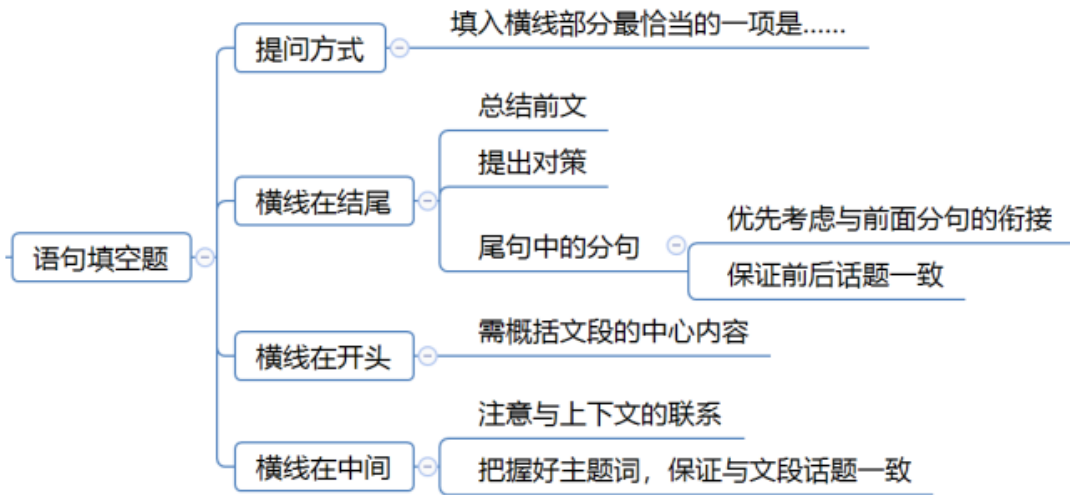 语句填空题
提问方式
填入横线部分最恰当的一项是……
横线在结尾
总结前文
提出对策
尾句中的分句
优先考虑与前面分句的衔接
保证前后话题一致
横线在开头
需概括文段的中心内容
横线在中间
注意与上下文的联系
把握好主题词，保证与文段话题一致